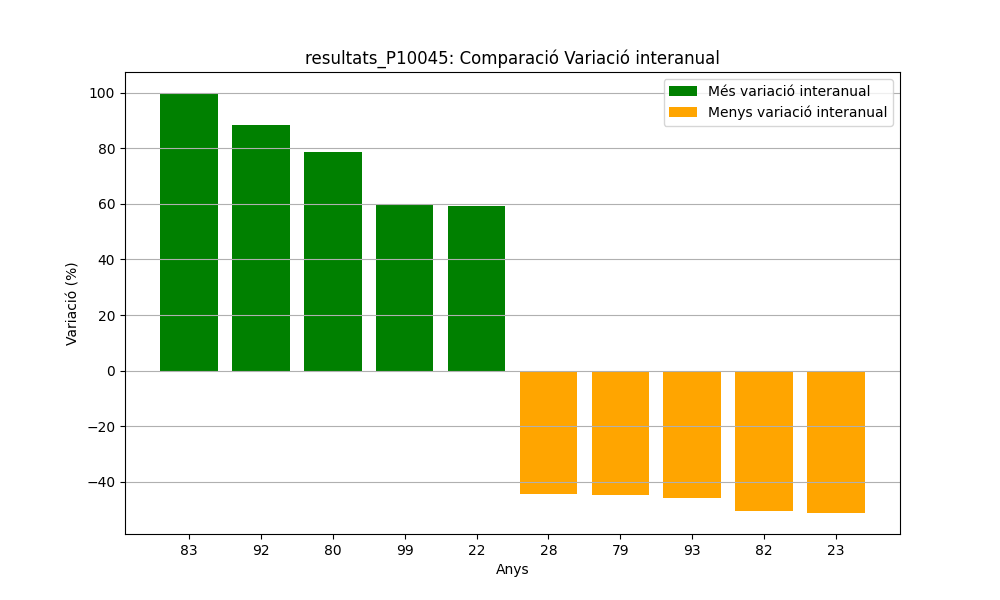 resultats_P10045: Comparació Variació interanual
Més variació interanual
Menys variació interanual
Variació (%)
100
80
60
40
20
0
−20
−40
83 92 80 99 22 28 79 93 82 23
Anys